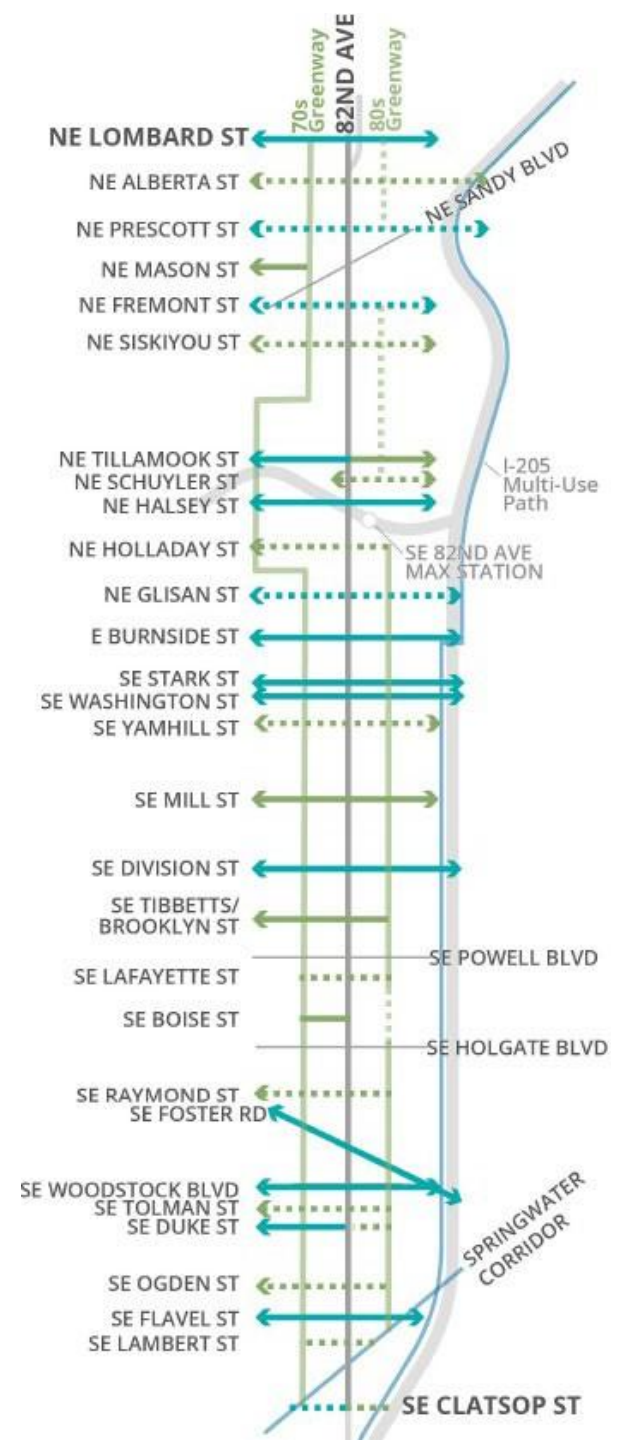 70s
Greenway
82ND AVE
80s
Greenway
NE LOMBARD ST
NE ALBERTA ST
NE SANDY BLVD
NE PRESCOTT ST
NE MASON ST
NE FREMONT ST
NE SISKIYOU ST
NE TILLAMOOK ST
NE SCHUYLER ST
NE HALSEY ST
I-205
Multi-Use
Path
NE HOLLADAY ST
SE 82ND AVE
MAX STATION
NE GLISAN ST
E BURNSIDE ST
SE STARK ST
SE WASHINGTON ST
SE YAMHILL ST
SE MILL ST
SE DIVISION ST
SE TIBBETTS/
BROOKLYN ST
SE POWELL BLVD
SE LAFAYETTE ST
SE BOISE ST
SE HOLGATE BLVD
SE RAYMOND ST
SE FOSTER RD
SE WOODSTOCK BLVD
SE TOLMAN ST
SE DUKE ST
SPRINGWATER
CORRIDOR
SE OGDEN ST
SE FLAVEL ST
SE LAMBERT ST
SE CLATSOP ST